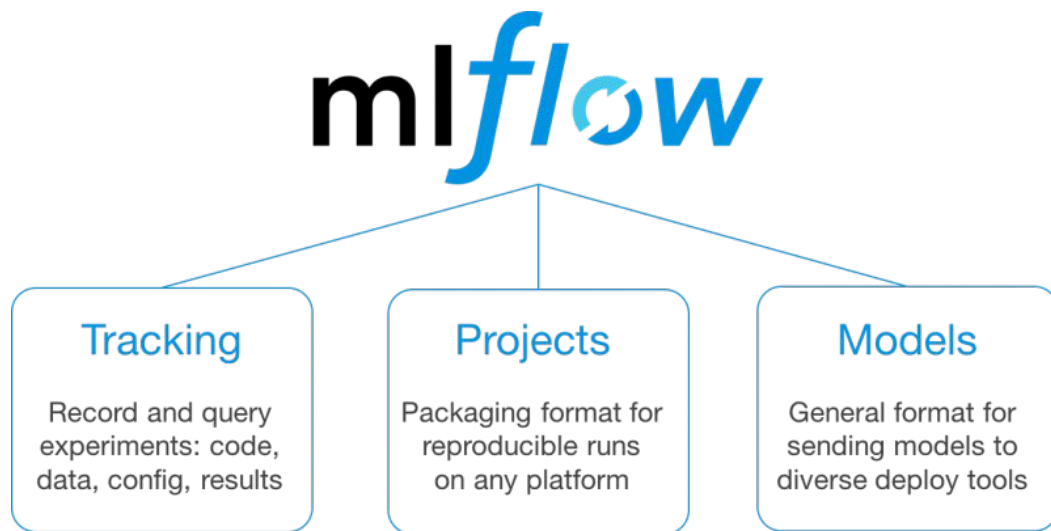 mlflow
Tracking
Record and query
experiments: code,
data, config, results
Projects
Packaging format for
reproducible runs
on any platform
Models
General format for
sending models to
diverse deploy tools